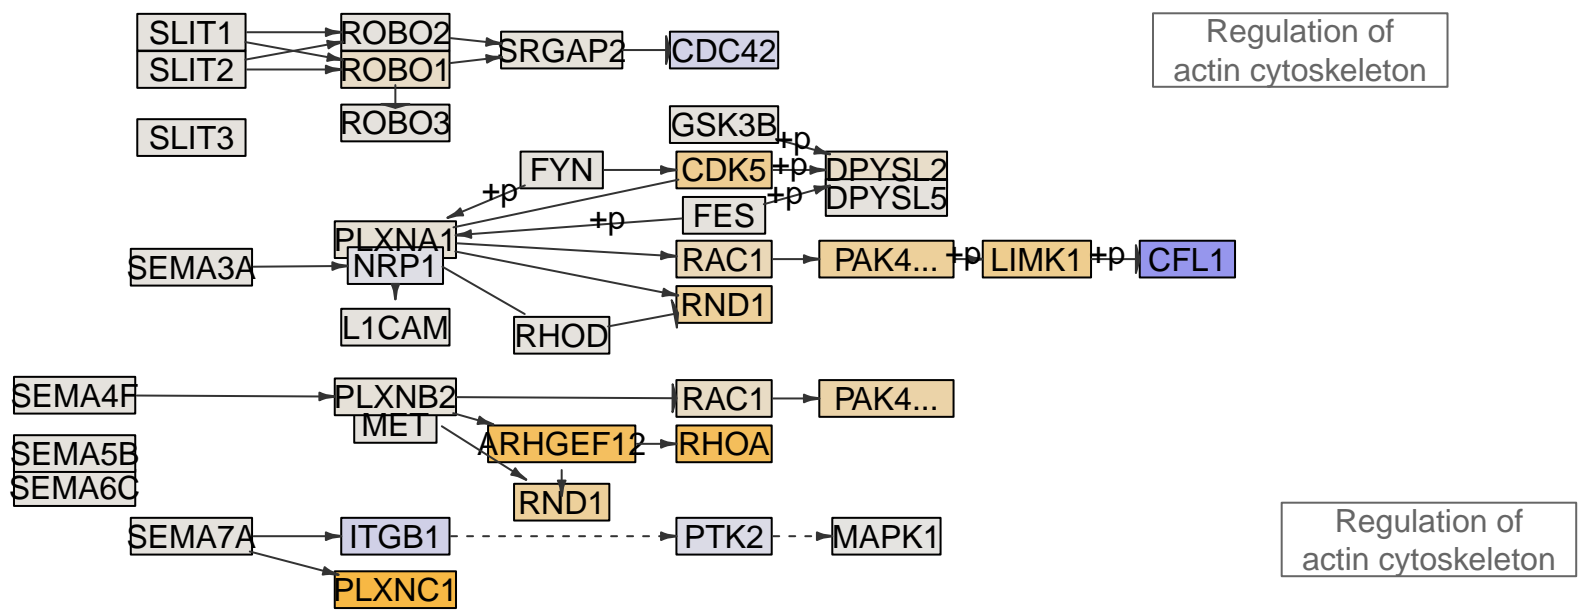 SLIT1
ROBO2
SRGAP2
CDC42
Regulation of
actin cytoskeleton
SLIT2
ROBO1
SLIT3
ROBO3
GSK3B
+p
FYN
CDK5
+p
DPYSL2
+p
FES
+p
DPYSL5
PLXNA1
+p
SEMA3A
NRP1
RAC1
PAK4...
+p
LIMK1
+p
CFL1
RND1
L1CAM
RHOD
SEMA4F
PLXNB2
RAC1
PAK4...
MET
ARHGEF12
RHOA
SEMA5B
SEMA6C
RND1
SEMA7A
ITGB1
PTK2
MAPK1
Regulation of
actin cytoskeleton
PLXNC1